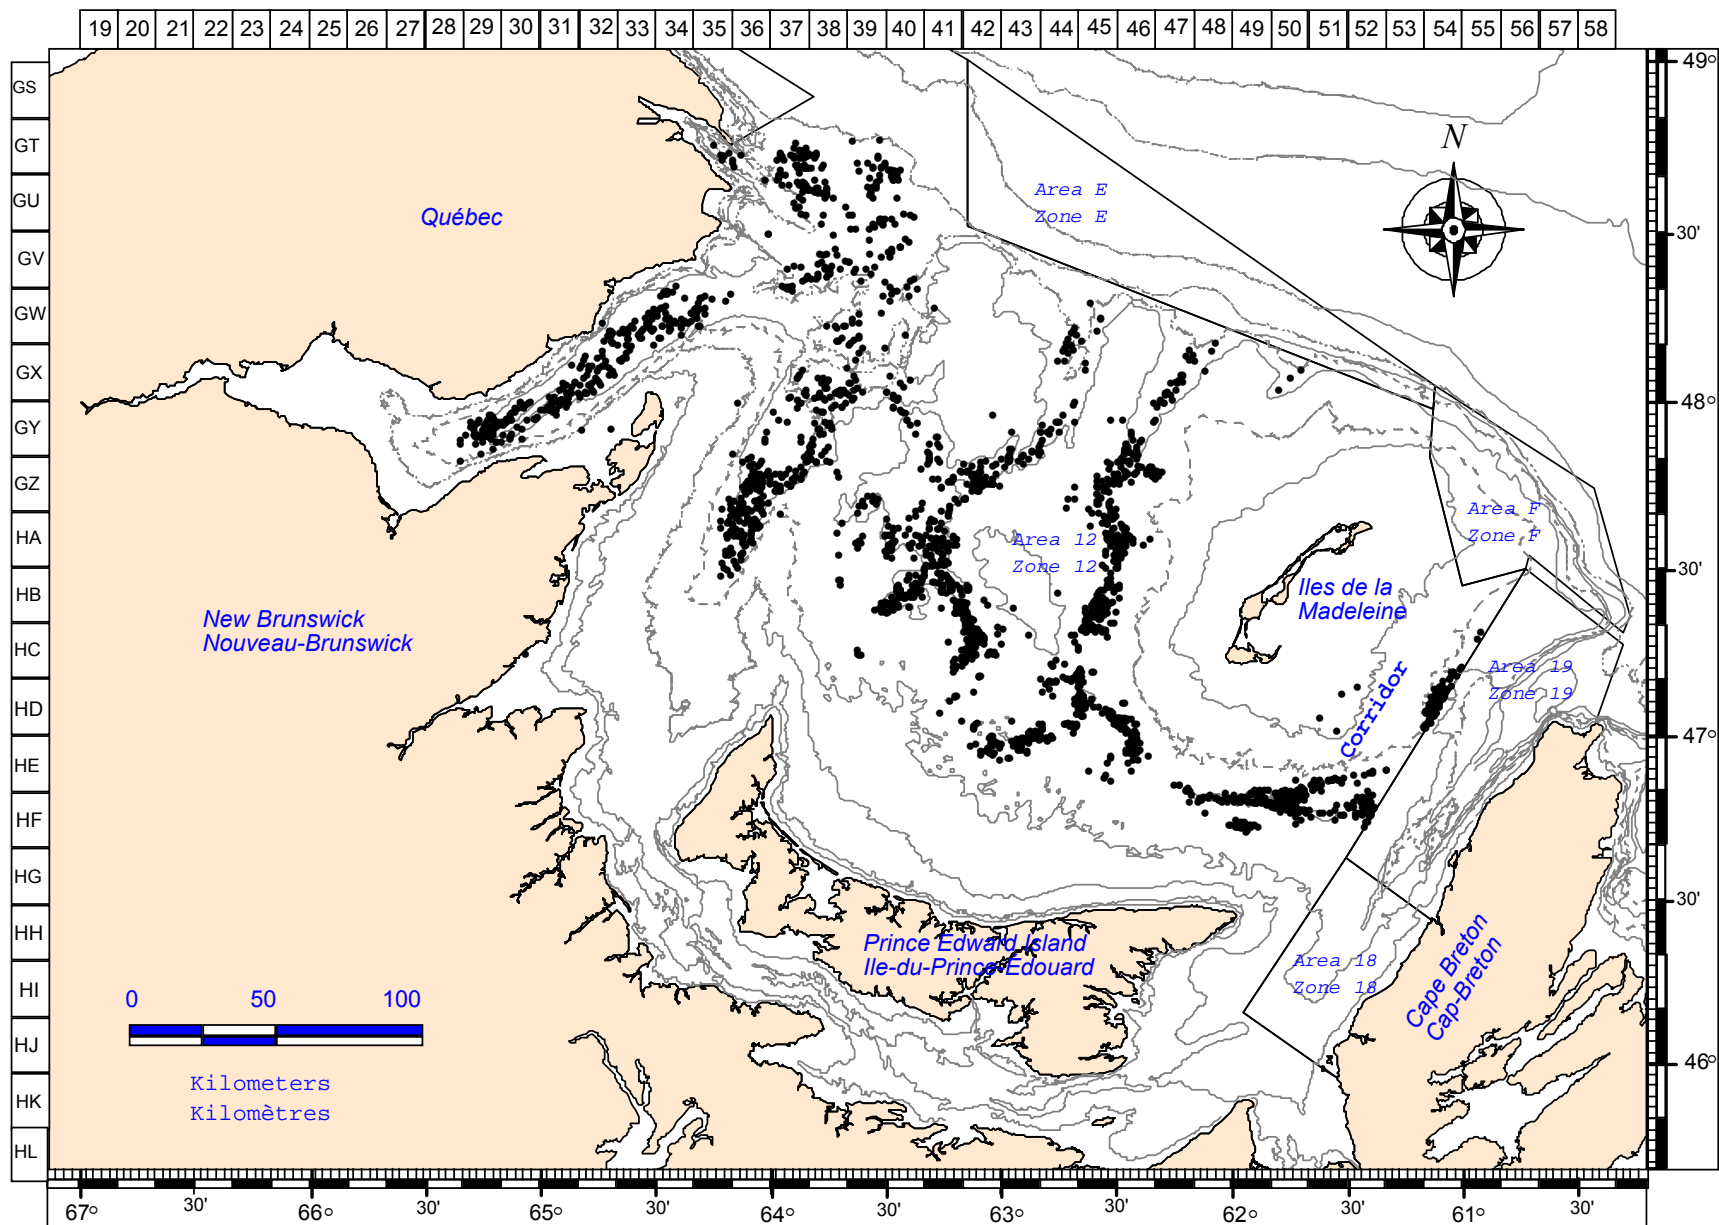 19 20 21 22 23 24 25 26 27 28 29 30 31 32 33 34 35 36 37 38 39 40 41 42 43 44 45 46 47 48 49 50 51 52 53 54 55 56 57 58
GS
GT
GU
GV
GW
GX
GY
GZ
HA
HB
HC
HD
HE
HF
HG
HH
HI
HJ
HK
HL
49°
30'
48°
30'
47°
30'
46°
N
Area E
Zone E
Québec
Area F
Zone F
Area 12
Zone 12
Iles de la
Madeleine
New Brunswick
Nouveau-Brunswick
Area 19
Zone 19
Corridor
Prince Edward Island
Ile-du-Prince-Édouard
Area 18
Zone 18
Cape Breton
Cap-Breton
0 50 100
Kilometers
Kilomètres
67° 30' 66° 30' 65° 30' 64° 30' 63° 30' 62° 30' 61° 30'